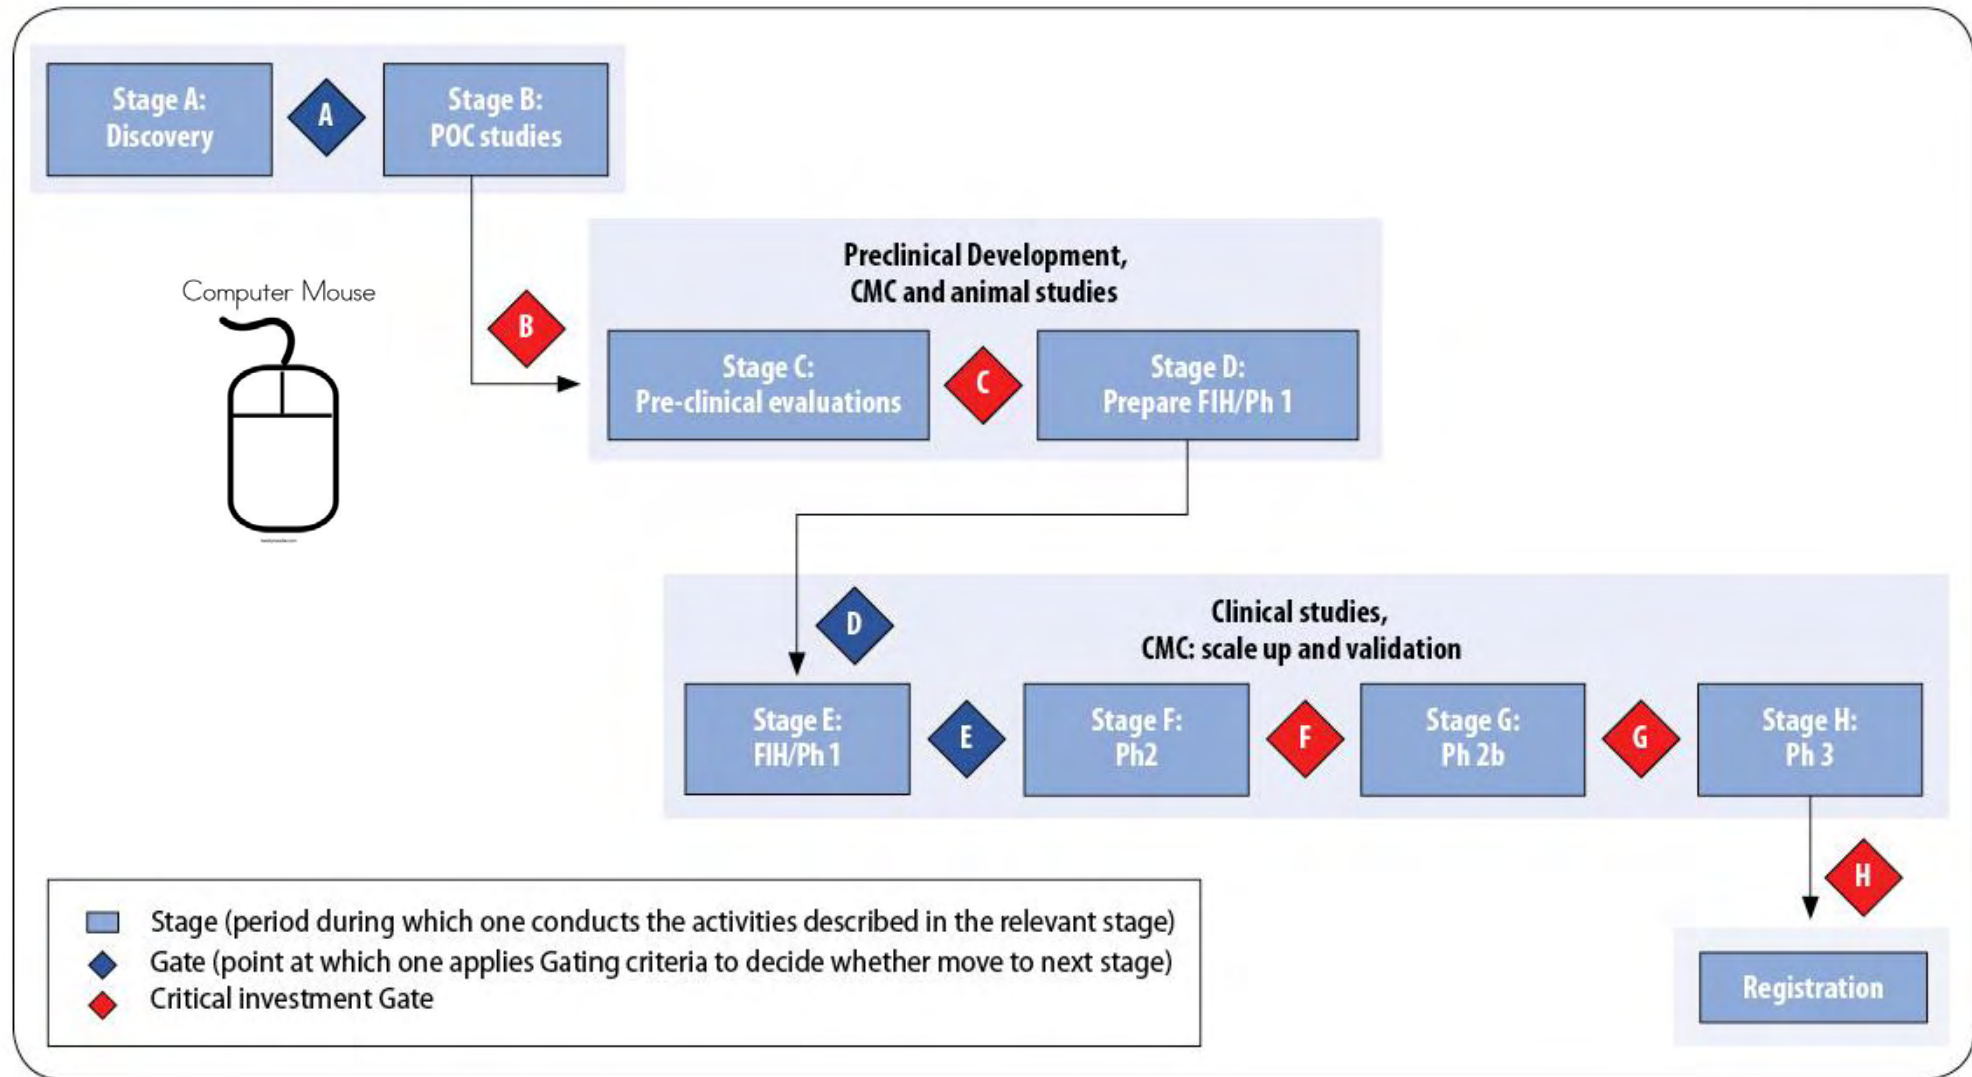 Stage A:
Discovery
A
Stage B:
POC studies
Computer Mouse
B
Preclinical Development,
CMC and animal studies
Stage C:
Pre-clinical evaluations
C
Stage D:
Prepare FIH/Ph 1
D
Clinical studies,
CMC: scale up and validation
Stage E:
FIH/Ph 1
E
Stage F:
Ph2
F
Stage G:
Ph 2b
G
Stage H:
Ph 3
H
Registration
Stage (period during which one conducts the activities described in the relevant stage)
Gate (point at which one applies Gating criteria to decide whether move to next stage)
Critical investment Gate